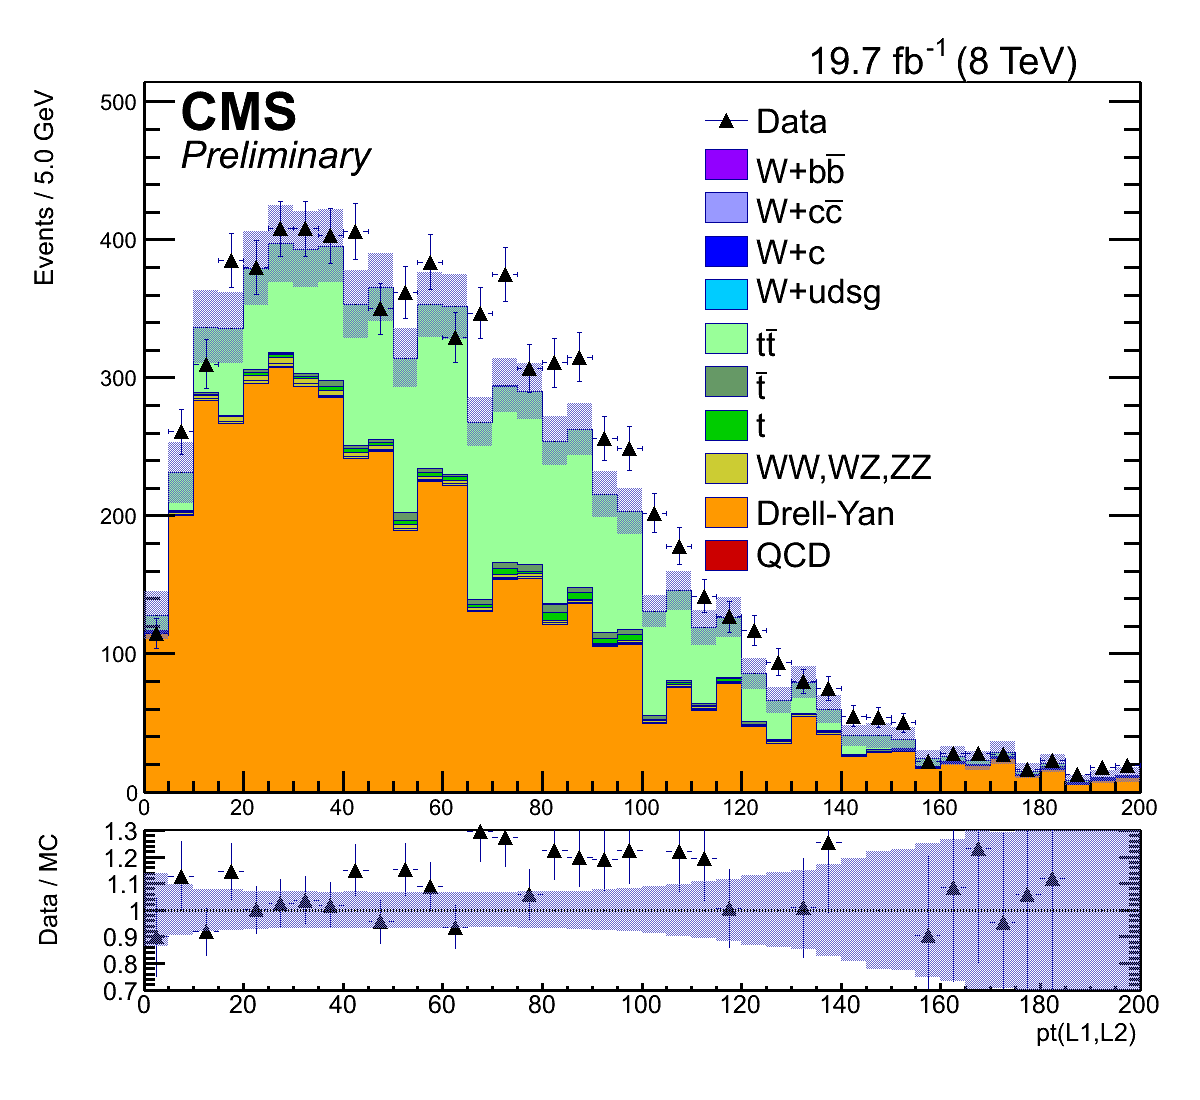 19.7 fb⁻¹ (8 TeV)
CMS
Preliminary
Events / 5.0 GeV
500
400
300
200
100
0
Data
W+bb̅
W+cc̅
W+c
W+udsg
tt̅
t̅
t
WW,WZ,ZZ
Drell-Yan
QCD
0 20 40 60 80 100 120 140 160 180 200
Data / MC
1.3
1.2
1.1
1
0.9
0.8
0.7
0 20 40 60 80 100 120 140 160 180 200
pt(L1,L2)